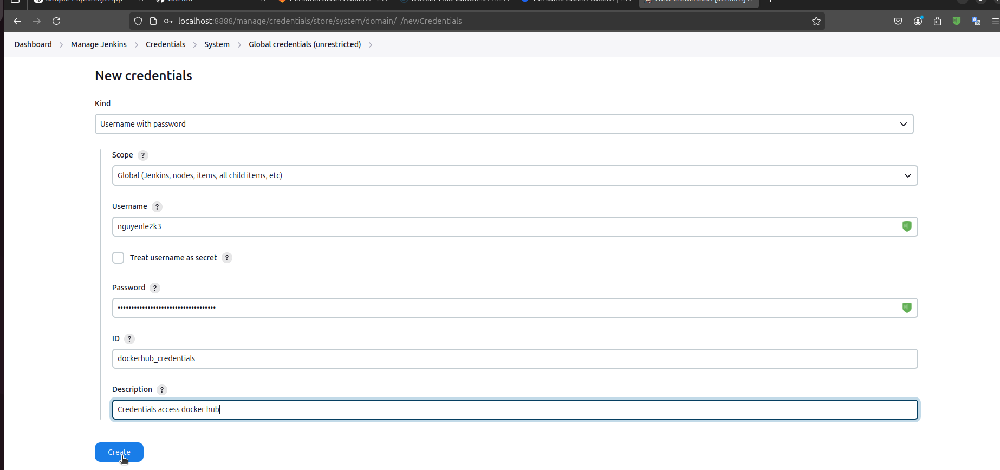 localhost:8888/manage/credentials/store/system/domain/_/newCredentials
Dashboard > Manage Jenkins > Credentials > System > Global credentials (unrestricted) >
New credentials
Kind
Username with password
Scope ?
Global (Jenkins, nodes, items, all child items, etc)
Username ?
nguyenle2k3
Treat username as secret ?
Password ?
••••••••••••••••••••••••••••••••••••
ID ?
dockerhub_credentials
Description ?
Credentials access docker hub
Create